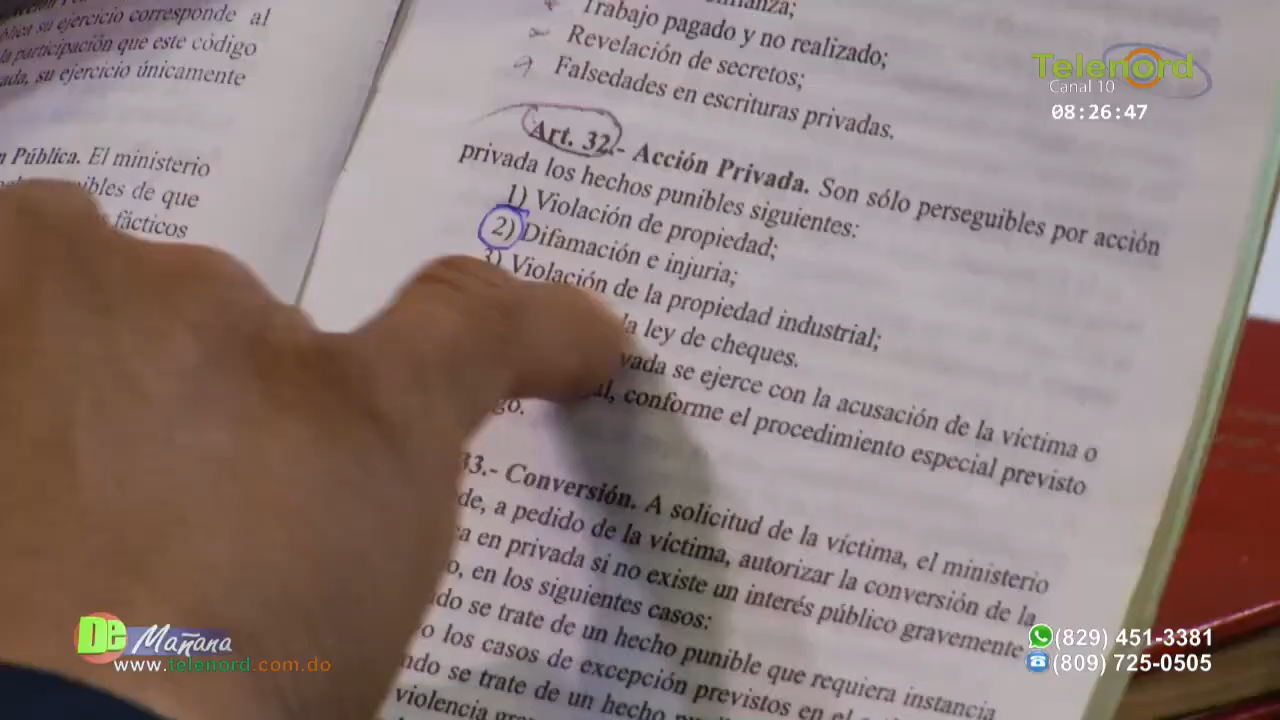 su ejercicio corresponde al
la participación que este código
su ejercicio únicamente
Pública. El ministerio
de que
fácticos
Trabajo pagado y no realizado;
Revelación de secretos;
Falsedades en escrituras privadas.
Art. 32.- Acción Privada. Son sólo perseguibles por acción
privada los hechos punibles siguientes:
1) Violación de propiedad;
2) Difamación e injuria;
3) Violación de la propiedad industrial;
la ley de cheques.
se ejerce con la acusación de la víctima o
conforme el procedimiento especial previsto
33.- Conversión. A solicitud de la víctima, el ministerio
a pedido de la víctima, autorizar la conversión de la
en privada si no existe un interés público gravemente
en los siguientes casos:
se trate de un hecho punible que requiera instancia
o los casos de excepción previstos en el
se trate de un hecho
violencia
Telenord
Canal 10
08:26:47
De Mañana
www.telenord.com.do
(829) 451-3381
(809) 725-0505